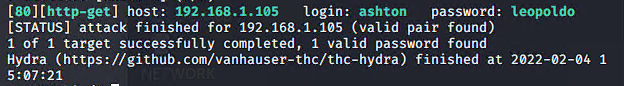 [80][http-get] host: 192.168.1.105 login: ashton password: leopoldo
[STATUS] attack finished for 192.168.1.105 (valid pair found)
1 of 1 target successfully completed, 1 valid password found
Hydra (https://github.com/vanhauser-thc/thc-hydra) finished at 2022-02-04 1
5:07:21
NETWORK